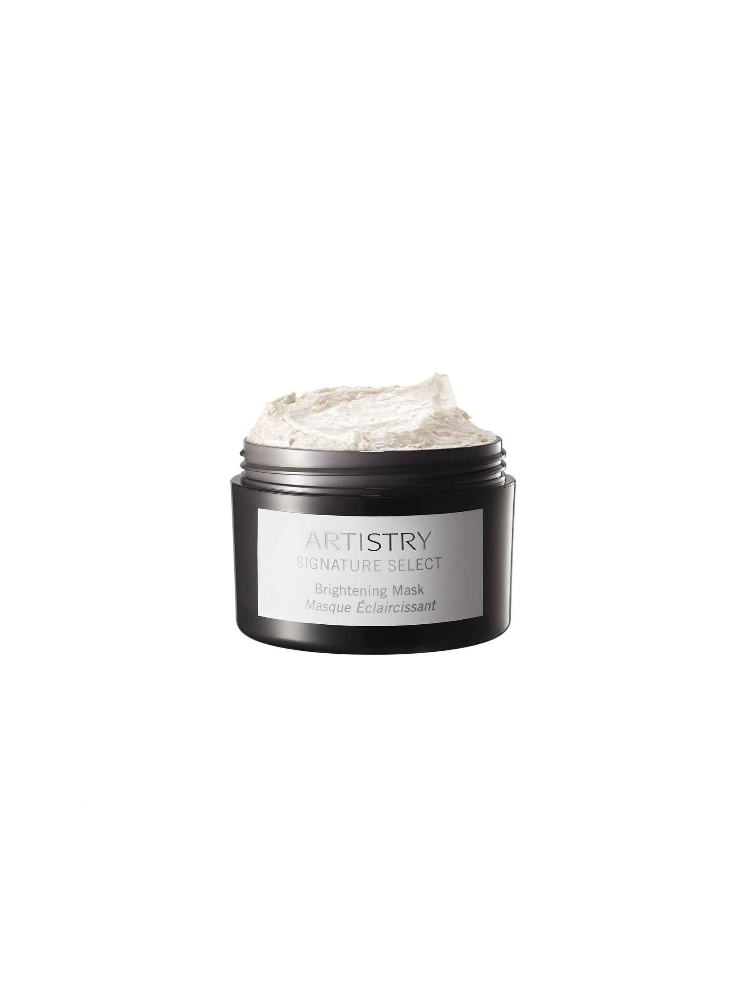 ARTISTRY
SIGNATURE SELECT
Brightening Mask
Masque Éclaircissant